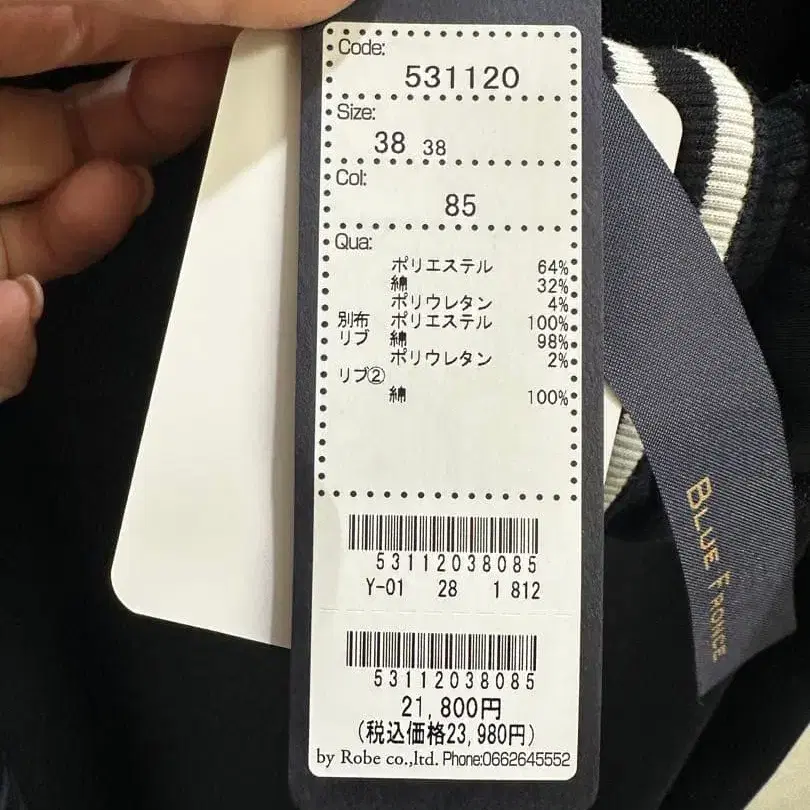 Code:
531120
Size:
38 38
Col:
85
Qua:
ポリエステル 64%
綿 32%
ポリウレタン 4%
別布 ポリエステル 100%
リブ 綿 98%
ポリウレタン 2%
リブ②
綿 100%
53112038085
Y-01 28 1 812
53112038085
21,800円
(税込価格23,980円)
by Robe co.,ltd. Phone:0662645552
BLUE FRONCE